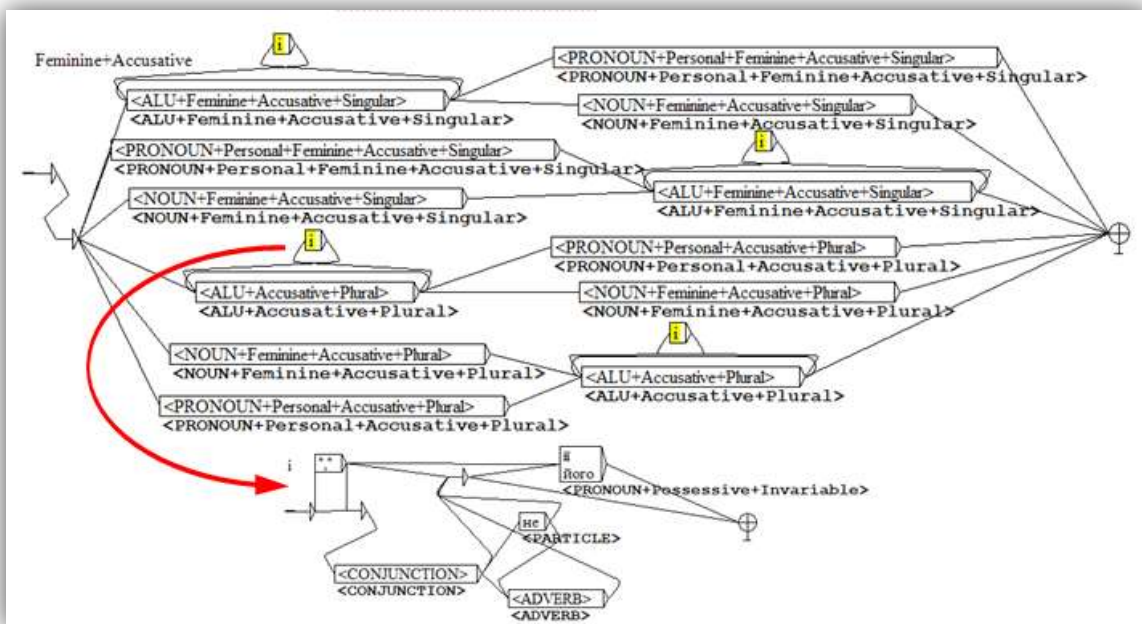 Feminine+Accusative
i
<PRONOUN+Personal+Feminine+Accusative+Singular>
<PRONOUN+Personal+Feminine+Accusative+Singular>
<ALU+Feminine+Accusative+Singular>
<ALU+Feminine+Accusative+Singular>
<NOUN+Feminine+Accusative+Singular>
<NOUN+Feminine+Accusative+Singular>
<PRONOUN+Personal+Feminine+Accusative+Singular>
<PRONOUN+Personal+Feminine+Accusative+Singular>
i
<NOUN+Feminine+Accusative+Singular>
<NOUN+Feminine+Accusative+Singular>
<ALU+Feminine+Accusative+Singular>
<ALU+Feminine+Accusative+Singular>
i
<PRONOUN+Personal+Accusative+Plural>
<PRONOUN+Personal+Accusative+Plural>
<ALU+Accusative+Plural>
<ALU+Accusative+Plural>
<NOUN+Feminine+Accusative+Plural>
<NOUN+Feminine+Accusative+Plural>
i
<NOUN+Feminine+Accusative+Plural>
<NOUN+Feminine+Accusative+Plural>
<ALU+Accusative+Plural>
<ALU+Accusative+Plural>
<PRONOUN+Personal+Accusative+Plural>
<PRONOUN+Personal+Accusative+Plural>
i
її
його
<PRONOUN+Possessive+Invariable>
не
<PARTICLE>
<CONJUNCTION>
<CONJUNCTION>
<ADVERB>
<ADVERB>